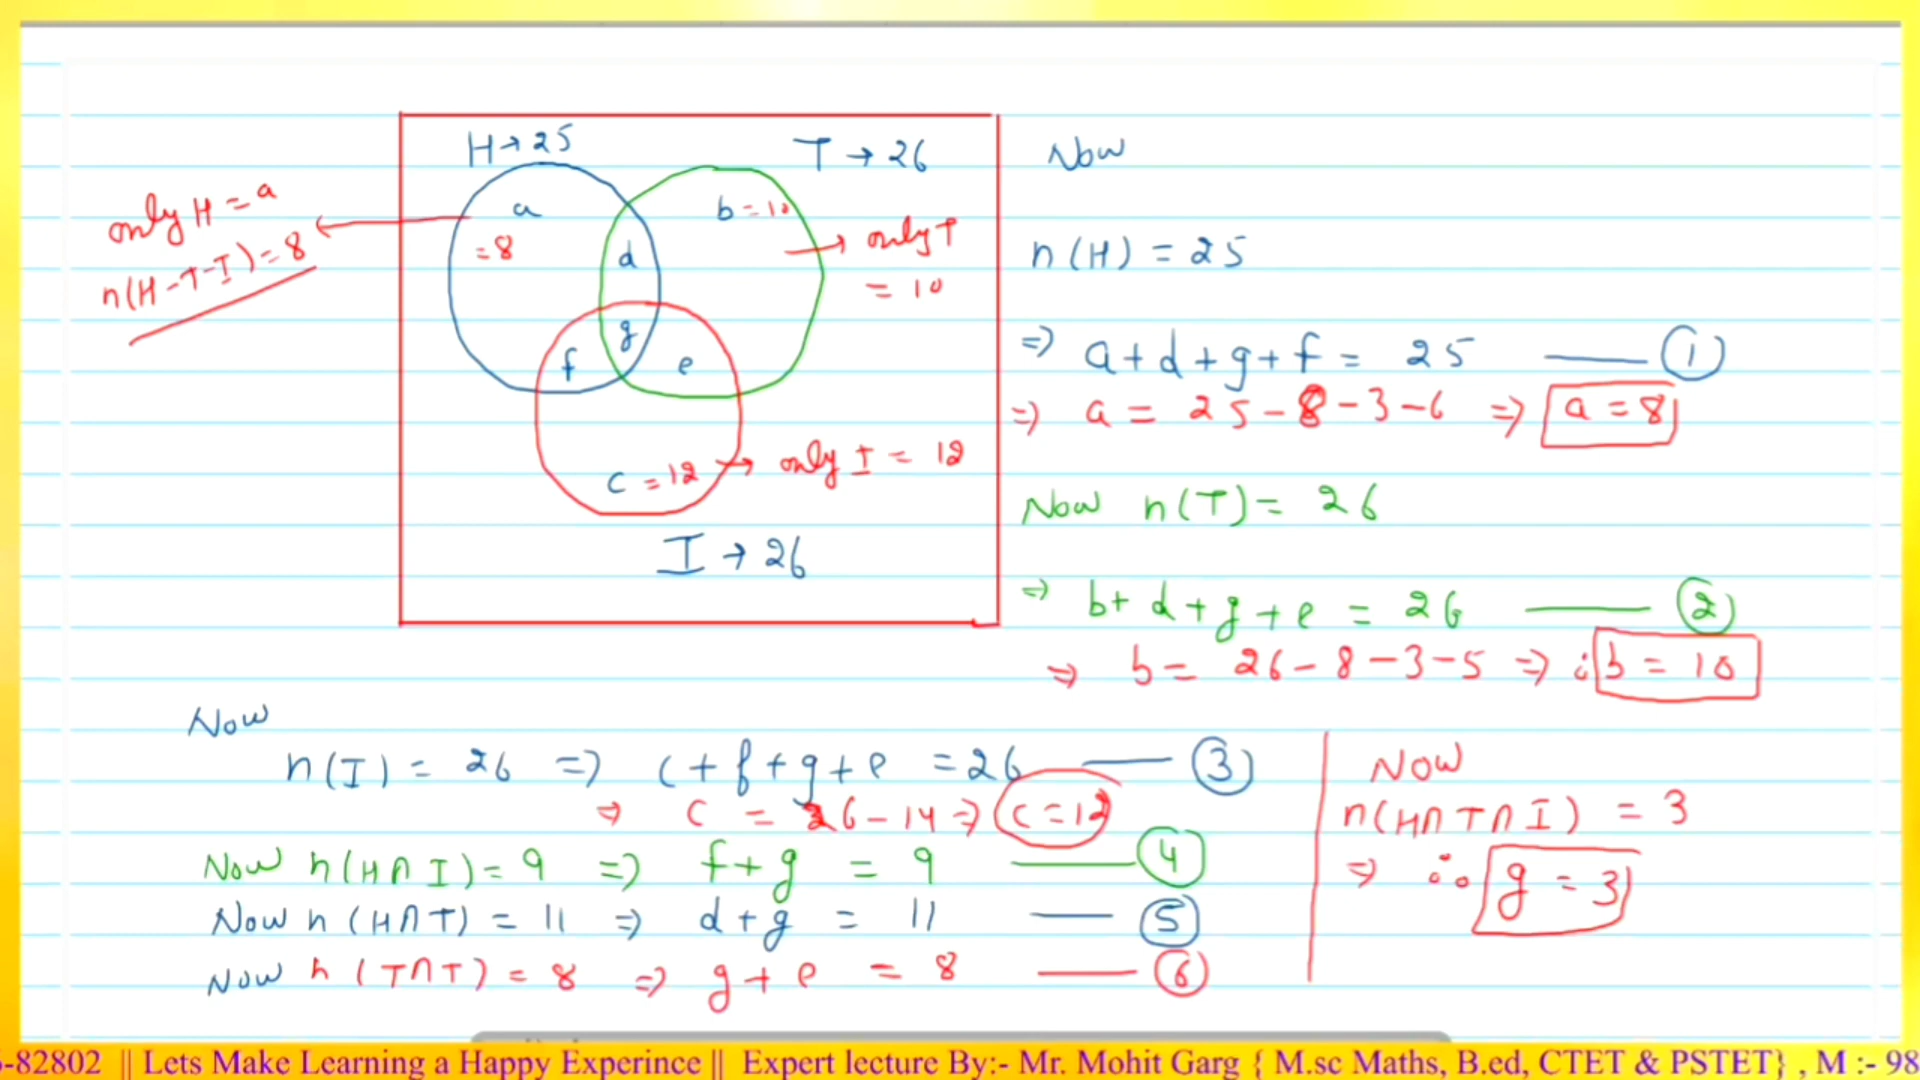 H → 25
T → 26
only H = a
n(H-T-I) = 8
a
= 8
b = 10
only T
= 10
d
g
f
e
c = 12 → only I = 12
I → 26
Now
n(H) = 25
⇒ a+d+g+f = 25 —— ①
⇒ a = 25-8-3-6 ⇒ a = 8
Now n(T) = 26
⇒ b+d+g+e = 26 —— ②
⇒ b = 26-8-3-5 ⇒ ∴ b = 10
Now
n(I) = 26 ⇒ c+f+g+e = 26 —— ③
⇒ c = 26-14 ⇒ c = 12
Now n(H∩I) = 9 ⇒ f+g = 9 —— ④
Now n(H∩T) = 11 ⇒ d+g = 11 —— ⑤
Now n(T∩I) = 8 ⇒ g+e = 8 —— ⑥
Now
n(H∩T∩I) = 3
⇒ ∴ g = 3
-82802 || Lets Make Learning a Happy Experince || Expert lecture By:- Mr. Mohit Garg { M.sc Maths, B.ed, CTET & PSTET} , M :- 98